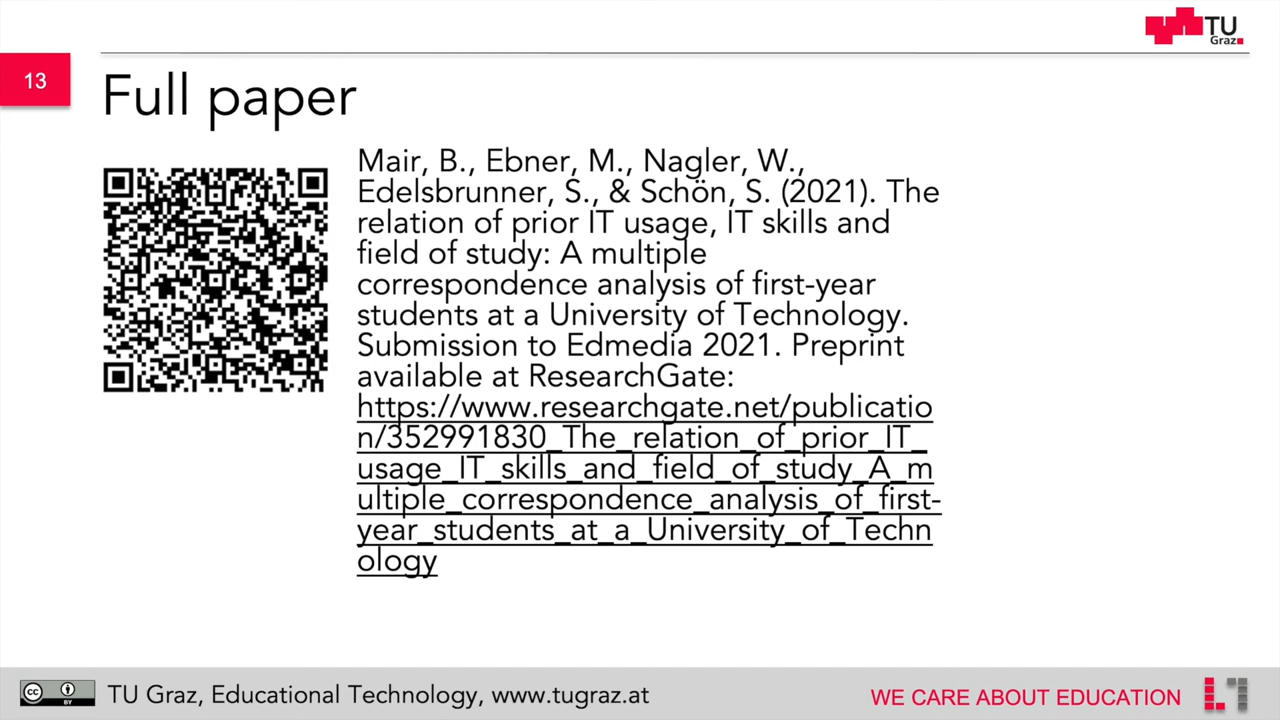 TU
Graz
13
Full paper
Mair, B., Ebner, M., Nagler, W.,
Edelsbrunner, S., & Schön, S. (2021). The
relation of prior IT usage, IT skills and
field of study: A multiple
correspondence analysis of first-year
students at a University of Technology.
Submission to Edmedia 2021. Preprint
available at ResearchGate:
https://www.researchgate.net/publicatio
n/352991830_The_relation_of_prior_IT_
usage_IT_skills_and_field_of_study_A_m
ultiple_correspondence_analysis_of_first-
year_students_at_a_University_of_Techn
ology
cc BY
TU Graz, Educational Technology, www.tugraz.at
WE CARE ABOUT EDUCATION